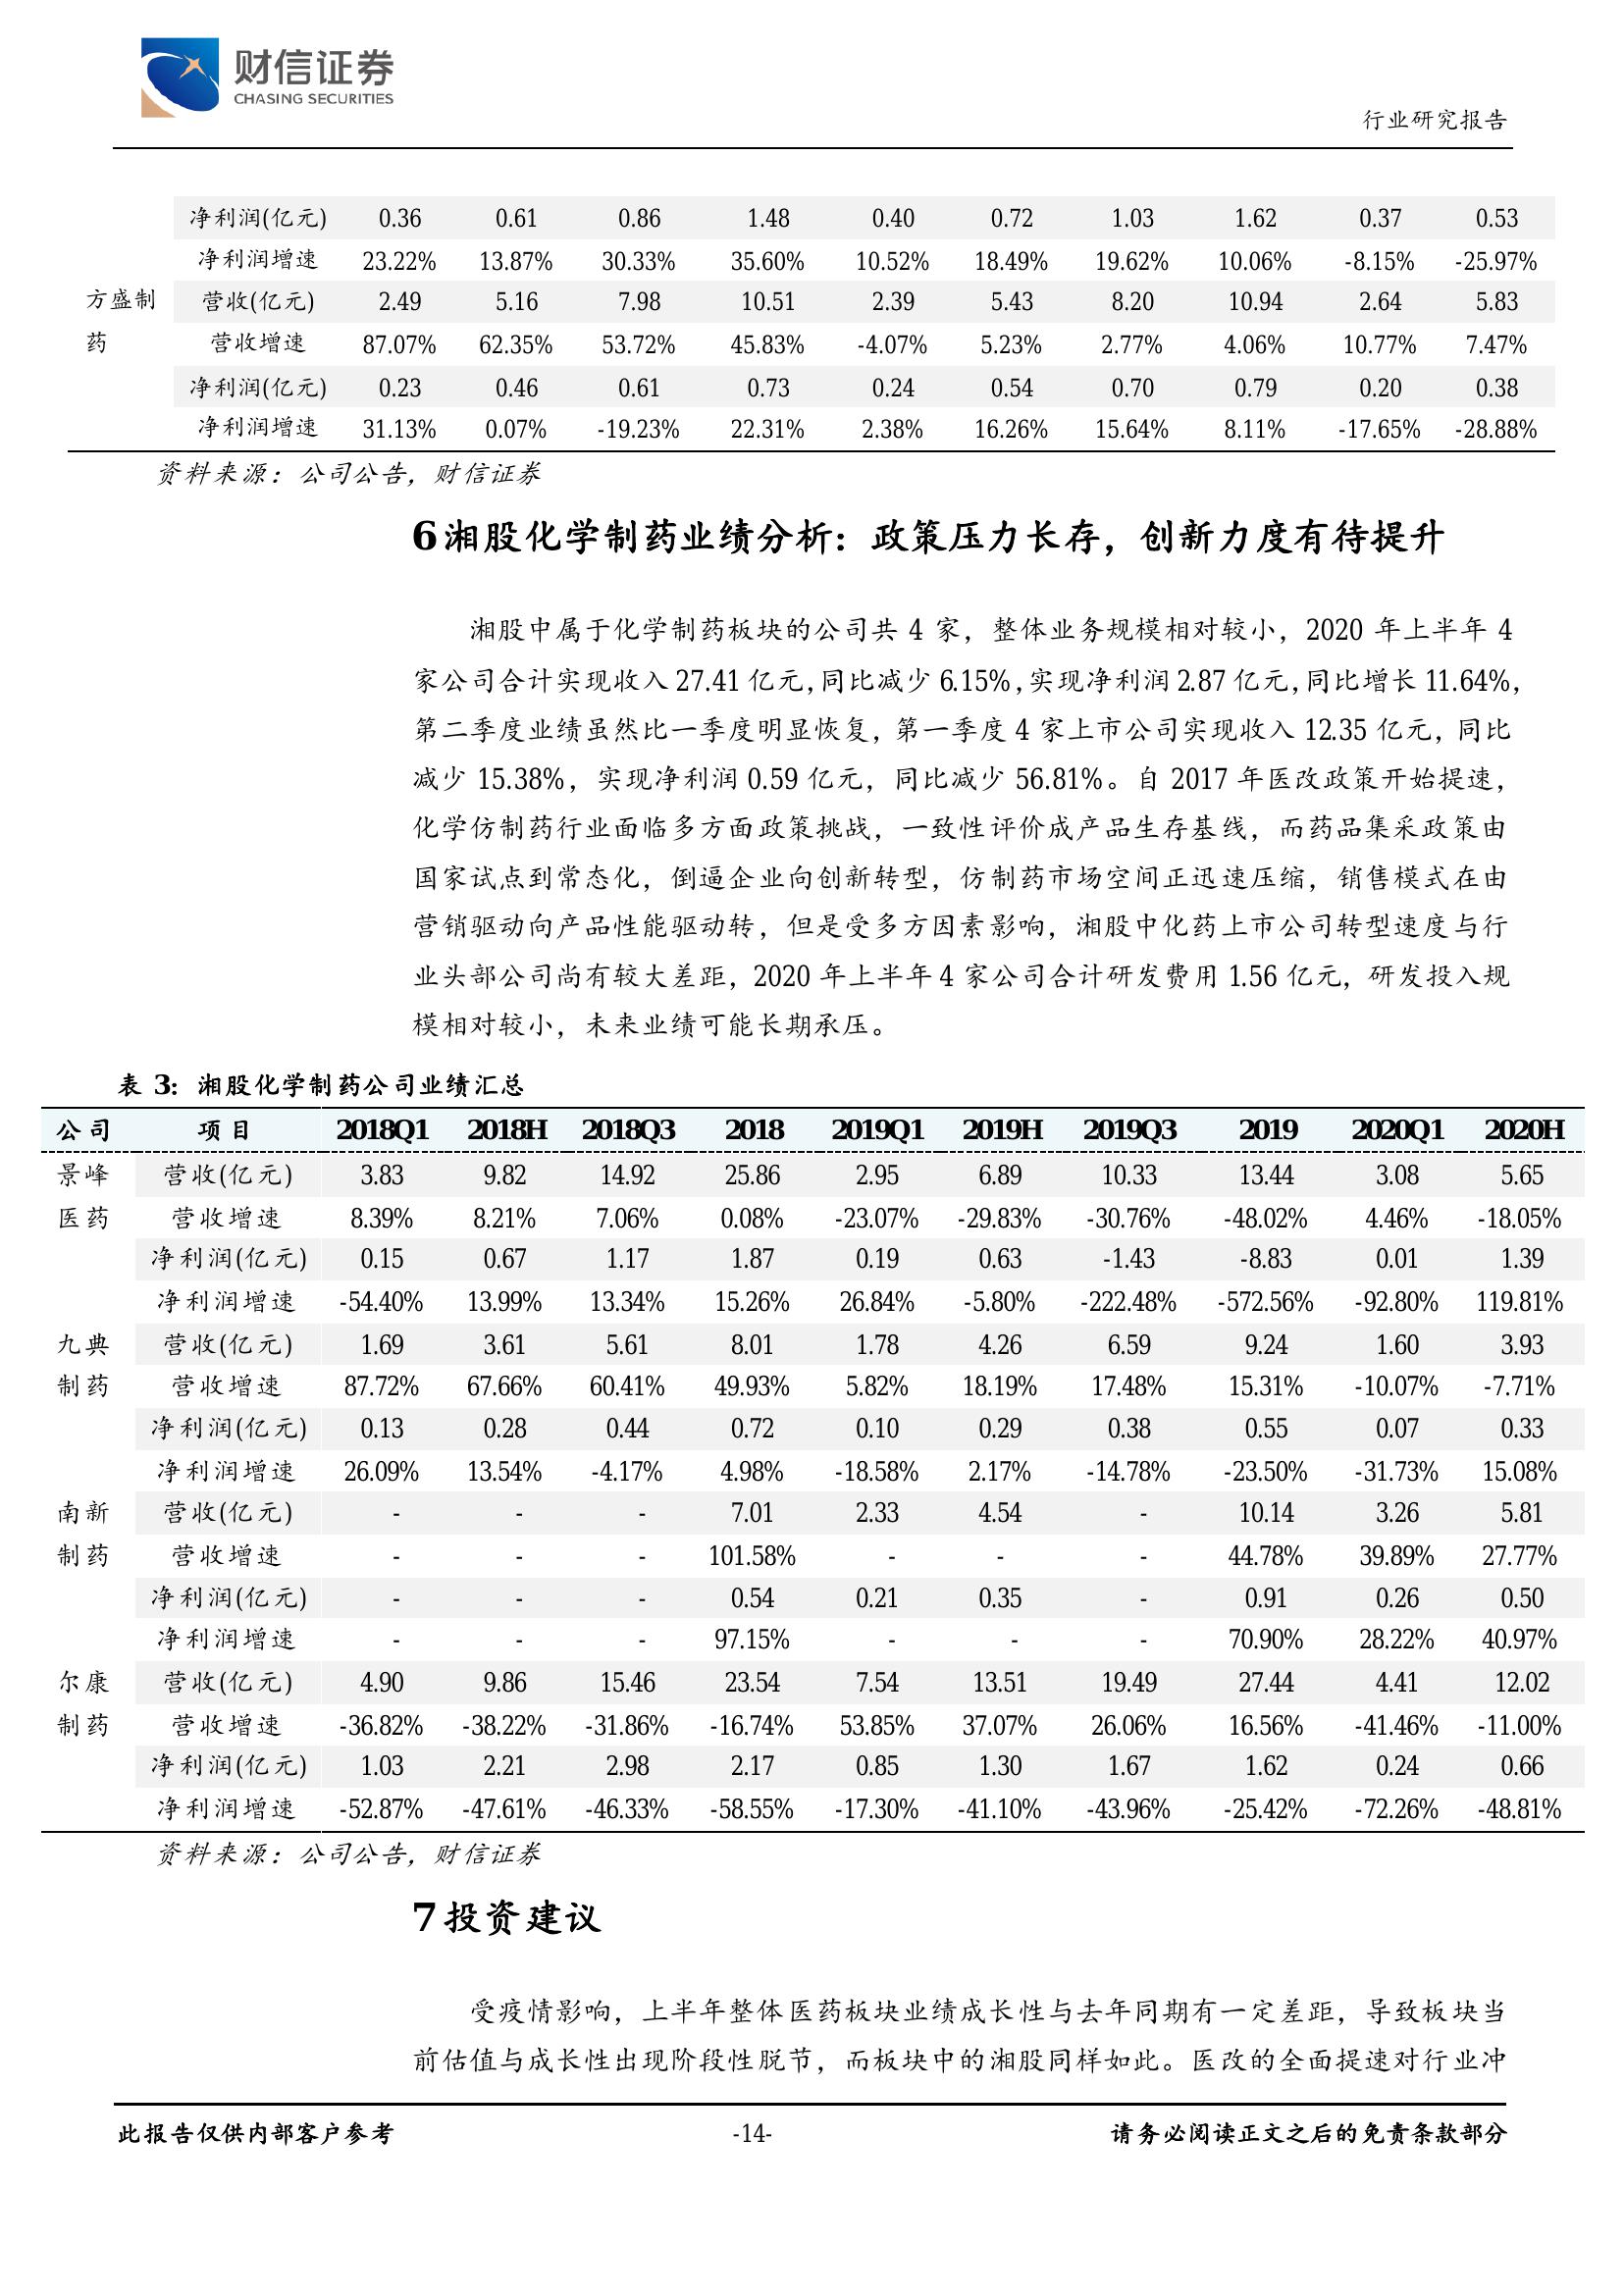 财信证券
CHASING SECURITIES
行业研究报告
净利润(亿元) 0.36 0.61 0.86 1.48 0.40 0.72 1.03 1.62 0.37 0.53
净利润增速 23.22% 13.87% 30.33% 35.60% 10.52% 18.49% 19.62% 10.06% -8.15% -25.97%
方盛制 营收(亿元) 2.49 5.16 7.98 10.51 2.39 5.43 8.20 10.94 2.64 5.83
药 营收增速 87.07% 62.35% 53.72% 45.83% -4.07% 5.23% 2.77% 4.06% 10.77% 7.47%
净利润(亿元) 0.23 0.46 0.61 0.73 0.24 0.54 0.70 0.79 0.20 0.38
净利润增速 31.13% 0.07% -19.23% 22.31% 2.38% 16.26% 15.64% 8.11% -17.65% -28.88%
资料来源：公司公告，财信证券
6 湘股化学制药业绩分析：政策压力长存，创新力度有待提升
湘股中属于化学制药板块的公司共 4 家，整体业务规模相对较小，2020 年上半年 4
家公司合计实现收入 27.41 亿元，同比减少 6.15%，实现净利润 2.87 亿元，同比增长 11.64%，
第二季度业绩虽然比一季度明显恢复，第一季度 4 家上市公司实现收入 12.35 亿元，同比
减少 15.38%，实现净利润 0.59 亿元，同比减少 56.81%。自 2017 年医改政策开始提速，
化学仿制药行业面临多方面政策挑战，一致性评价成产品生存基线，而药品集采政策由
国家试点到常态化，倒逼企业向创新转型，仿制药市场空间正迅速压缩，销售模式在由
营销驱动向产品性能驱动转，但是受多方因素影响，湘股中化药上市公司转型速度与行
业头部公司尚有较大差距，2020 年上半年 4 家公司合计研发费用 1.56 亿元，研发投入规
模相对较小，未来业绩可能长期承压。
表 3：湘股化学制药公司业绩汇总
公司 项目 2018Q1 2018H 2018Q3 2018 2019Q1 2019H 2019Q3 2019 2020Q1 2020H
景峰 营收(亿元) 3.83 9.82 14.92 25.86 2.95 6.89 10.33 13.44 3.08 5.65
医药 营收增速 8.39% 8.21% 7.06% 0.08% -23.07% -29.83% -30.76% -48.02% 4.46% -18.05%
净利润(亿元) 0.15 0.67 1.17 1.87 0.19 0.63 -1.43 -8.83 0.01 1.39
净利润增速 -54.40% 13.99% 13.34% 15.26% 26.84% -5.80% -222.48% -572.56% -92.80% 119.81%
九典 营收(亿元) 1.69 3.61 5.61 8.01 1.78 4.26 6.59 9.24 1.60 3.93
制药 营收增速 87.72% 67.66% 60.41% 49.93% 5.82% 18.19% 17.48% 15.31% -10.07% -7.71%
净利润(亿元) 0.13 0.28 0.44 0.72 0.10 0.29 0.38 0.55 0.07 0.33
净利润增速 26.09% 13.54% -4.17% 4.98% -18.58% 2.17% -14.78% -23.50% -31.73% 15.08%
南新 营收(亿元) - - - 7.01 2.33 4.54 - 10.14 3.26 5.81
制药 营收增速 - - - 101.58% - - - 44.78% 39.89% 27.77%
净利润(亿元) - - - 0.54 0.21 0.35 - 0.91 0.26 0.50
净利润增速 - - - 97.15% - - - 70.90% 28.22% 40.97%
尔康 营收(亿元) 4.90 9.86 15.46 23.54 7.54 13.51 19.49 27.44 4.41 12.02
制药 营收增速 -36.82% -38.22% -31.86% -16.74% 53.85% 37.07% 26.06% 16.56% -41.46% -11.00%
净利润(亿元) 1.03 2.21 2.98 2.17 0.85 1.30 1.67 1.62 0.24 0.66
净利润增速 -52.87% -47.61% -46.33% -58.55% -17.30% -41.10% -43.96% -25.42% -72.26% -48.81%
资料来源：公司公告，财信证券
7 投资建议
受疫情影响，上半年整体医药板块业绩成长性与去年同期有一定差距，导致板块当
前估值与成长性出现阶段性脱节，而板块中的湘股同样如此。医改的全面提速对行业冲
此报告仅供内部客户参考 -14- 请务必阅读正文之后的免责条款部分